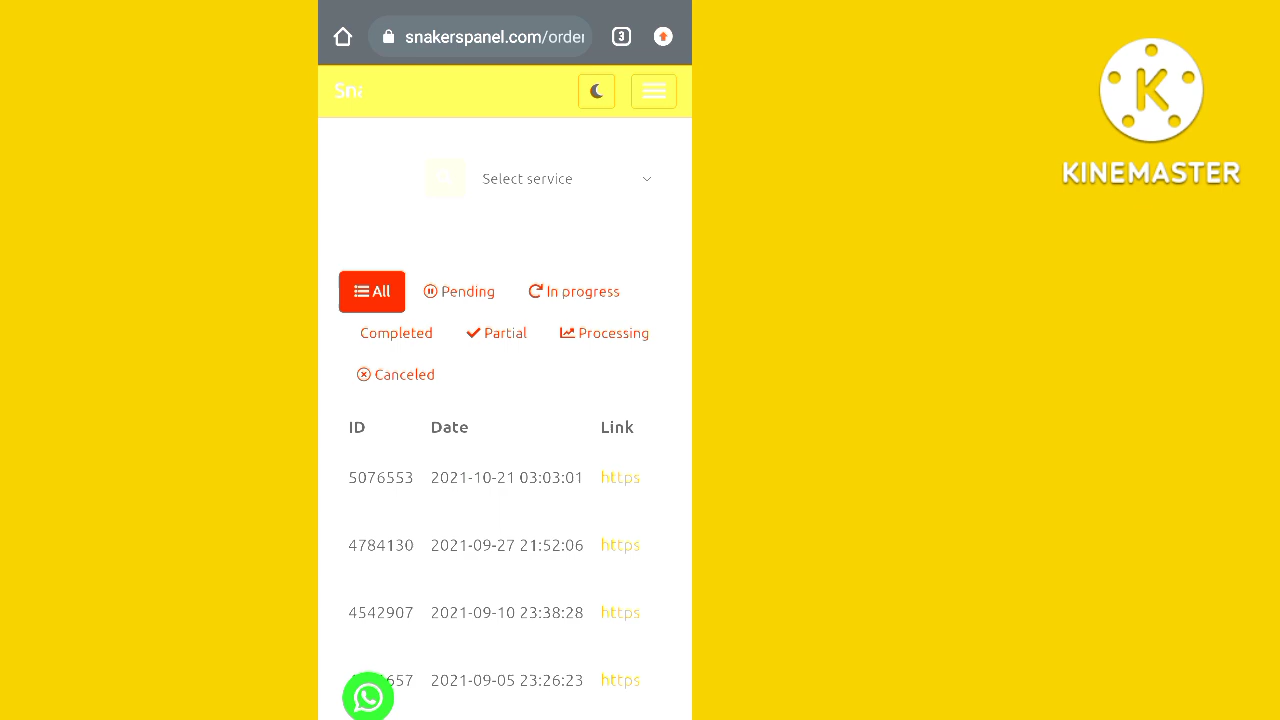 snakerspanel.com/order
3
Sna
K
KINEMASTER
Select service
All Pending In progress
Completed Partial Processing
Canceled
ID Date Link
5076553 2021-10-21 03:03:01 https
4784130 2021-09-27 21:52:06 https
4542907 2021-09-10 23:38:28 https
657 2021-09-05 23:26:23 https